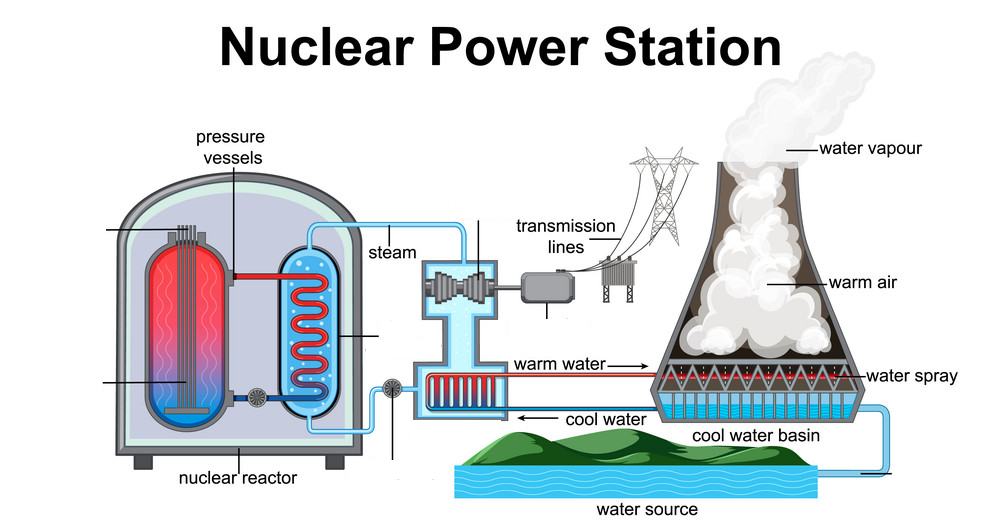 Nuclear Power Station
pressure
vessels
water vapour
transmission
lines
steam
warm air
warm water
water spray
cool water
cool water basin
nuclear reactor
water source